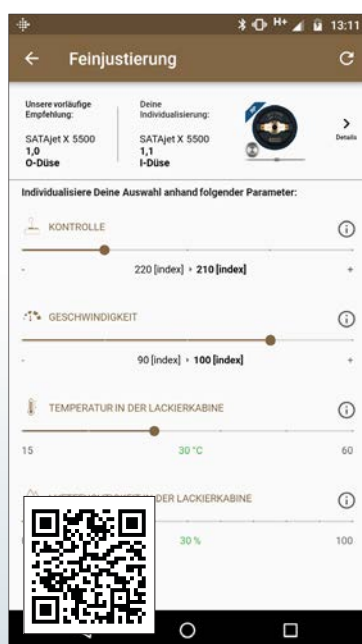 H+ 13:11
Feinjustierung
Unsere vorläufige Empfehlung:
SATAjet X 5500
1,0
O-Düse
Deine Individualisierung:
SATAjet X 5500
1,1
I-Düse
Details
Individualisiere Deine Auswahl anhand folgender Parameter:
KONTROLLE
- 220 [index] › 210 [index] +
GESCHWINDIGKEIT
- 90 [index] › 100 [index] +
TEMPERATUR IN DER LACKIERKABINE
15 30 °C 60
DER LACKIERKABINE
30 % 100